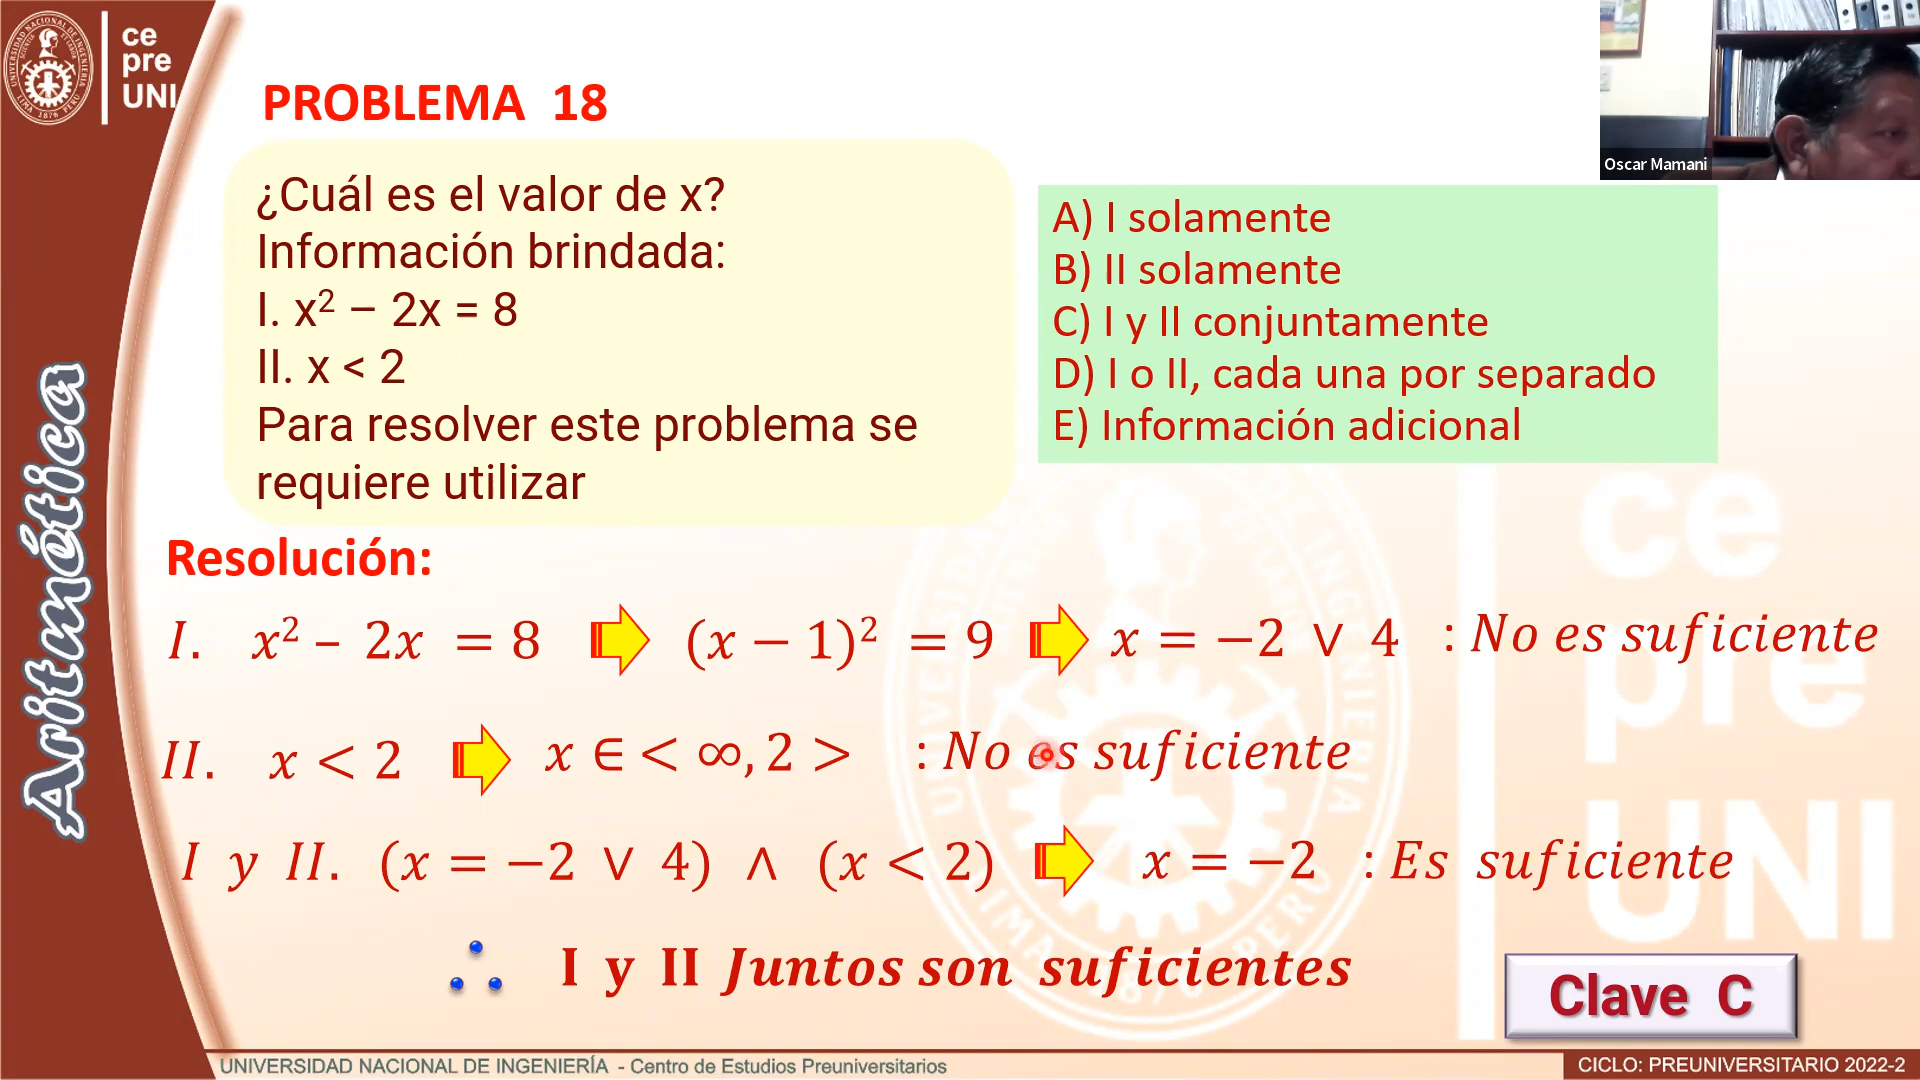 ce
pre
UNI
PROBLEMA 18
¿Cuál es el valor de x?
Información brindada:
I. x² – 2x = 8
II. x < 2
Para resolver este problema se
requiere utilizar
A) I solamente
B) II solamente
C) I y II conjuntamente
D) I o II, cada una por separado
E) Información adicional
Oscar Mamani
Aritmética
Resolución:
I. x² – 2x = 8 (x − 1)² = 9 x = −2 ∨ 4 : No es suficiente
II. x < 2 x ∈ < ∞, 2 > : No es suficiente
I y II. (x = −2 ∨ 4) ∧ (x < 2) x = −2 : Es suficiente
∴ I y II Juntos son suficientes
Clave C
ce
pre
UNI
UNIVERSIDAD NACIONAL DE INGENIERÍA - Centro de Estudios Preuniversitarios
CICLO: PREUNIVERSITARIO 2022-2